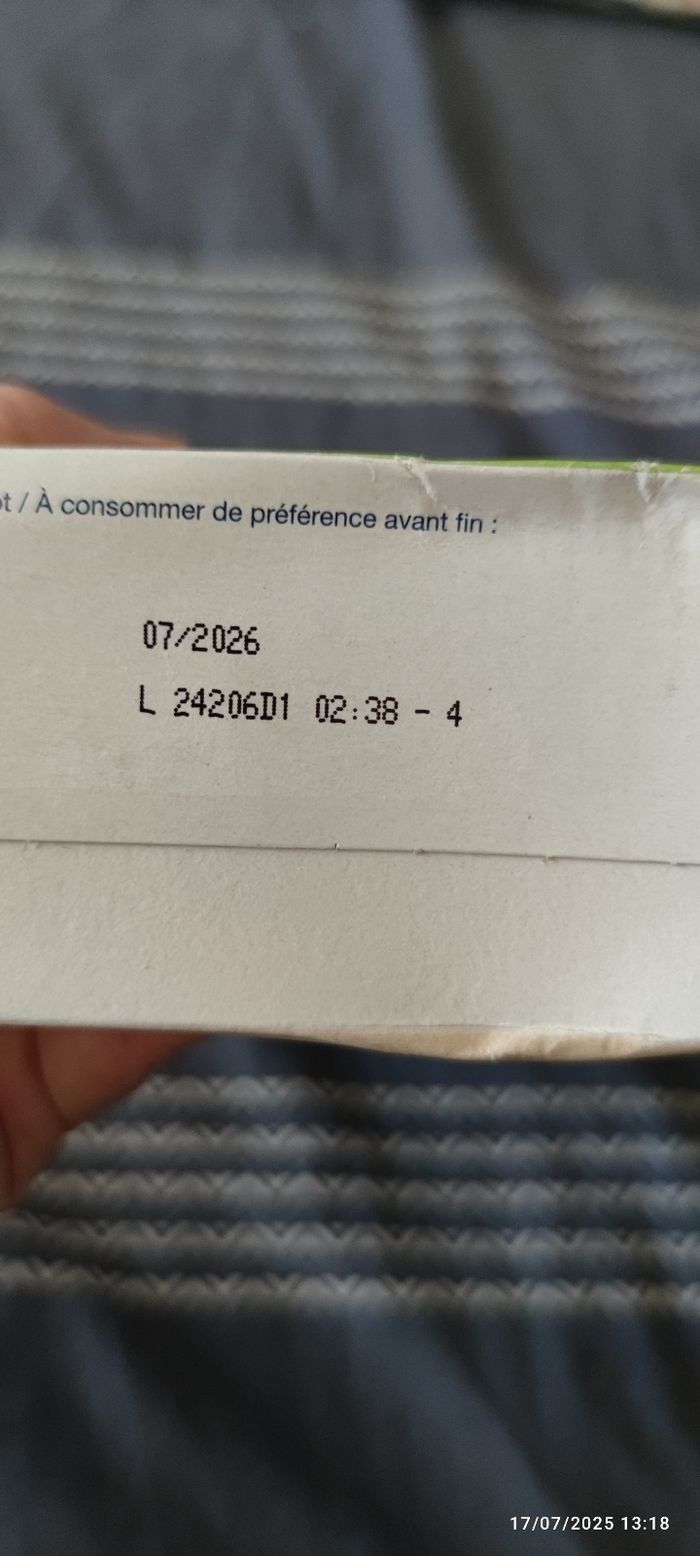 / À consommer de préférence avant fin :
07/2026
L 24206D1 02:38 - 4
17/07/2025 13:18